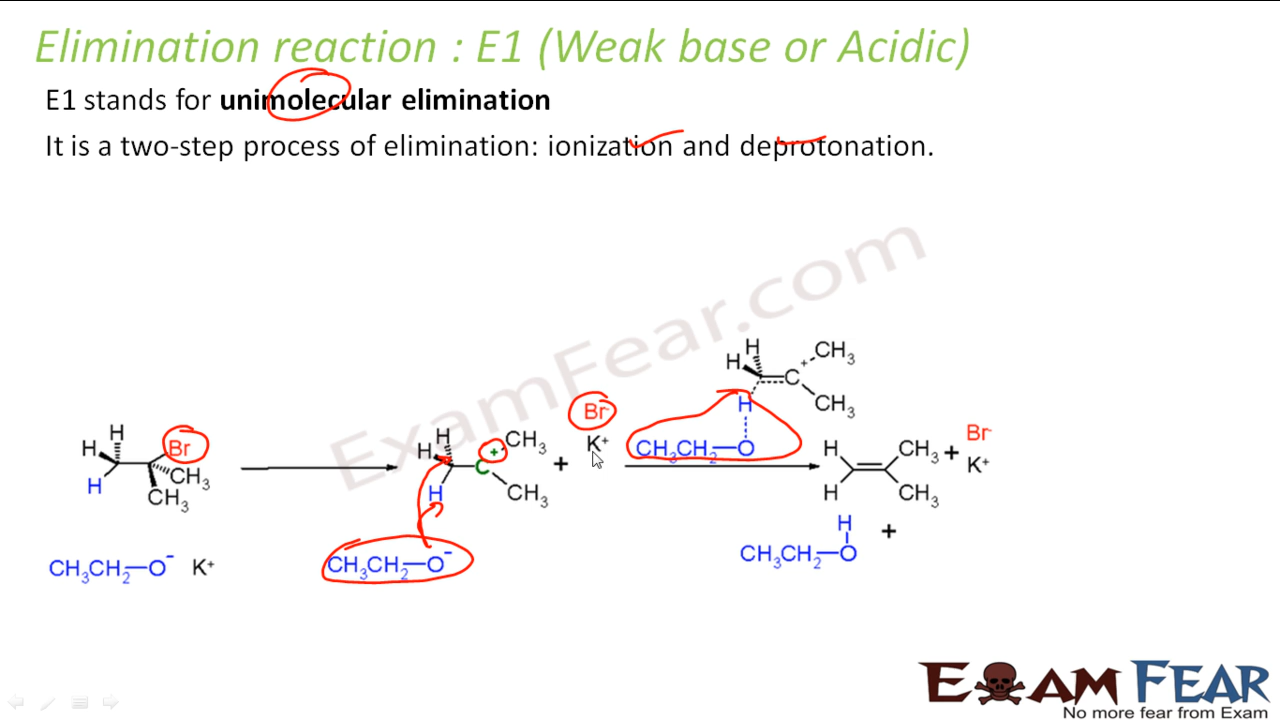 Elimination reaction : E1 (Weak base or Acidic)
E1 stands for unimolecular elimination
It is a two-step process of elimination: ionization and deprotonation.
ExamFear.com
H
H
Br
H
CH₃
CH₃
CH₃CH₂—O⁻ K⁺
H
H
H
C
+
CH₃
CH₃
CH₃CH₂—O⁻
+
Br⁻
K⁺
H
H
C
+
CH₃
CH₃
H
CH₃CH₂—O
H
H
CH₃
CH₃
+
Br⁻
K⁺
H
CH₃CH₂—O
+
EXAM FEAR
No more fear from Exam